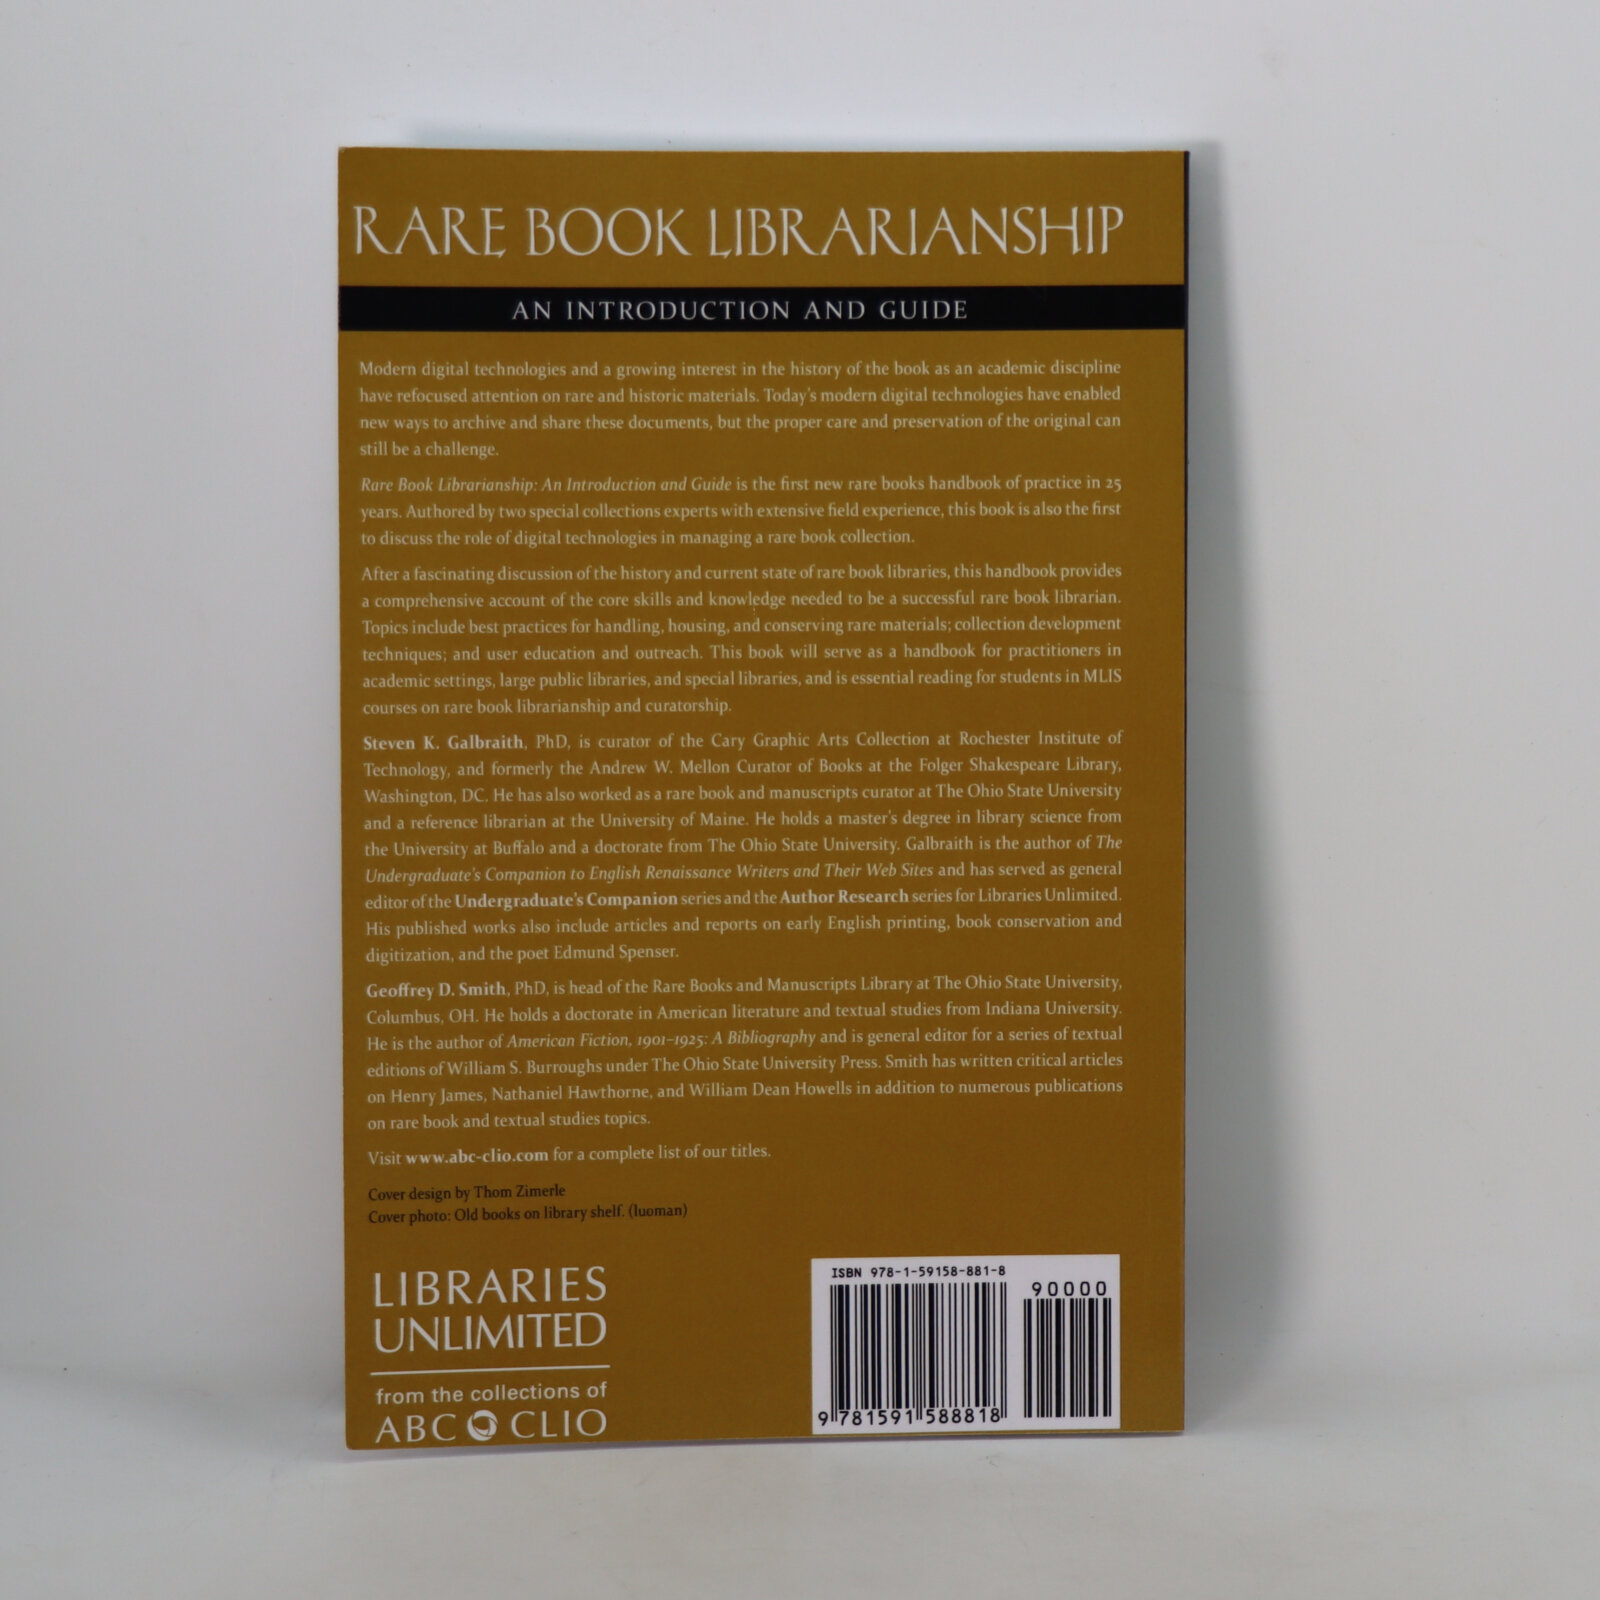 RARE BOOK LIBRARIANSHIP
AN INTRODUCTION AND GUIDE
Modern digital technologies and a growing interest in the history of the book as an academic discipline
have refocused attention on rare and historic materials. Today's modern digital technologies have enabled
new ways to archive and share these documents, but the proper care and preservation of the original can
still be a challenge.
Rare Book Librarianship: An Introduction and Guide is the first new rare books handbook of practice in 25
years. Authored by two special collections experts with extensive field experience, this book is also the first
to discuss the role of digital technologies in managing a rare book collection.
After a fascinating discussion of the history and current state of rare book libraries, this handbook provides
a comprehensive account of the core skills and knowledge needed to be a successful rare book librarian.
Topics include best practices for handling, housing, and conserving rare materials; collection development
techniques; and user education and outreach. This book will serve as a handbook for practitioners in
academic settings, large public libraries, and special libraries, and is essential reading for students in MLIS
courses on rare book librarianship and curatorship.
Steven K. Galbraith, PhD, is curator of the Cary Graphic Arts Collection at Rochester Institute of
Technology, and formerly the Andrew W. Mellon Curator of Books at the Folger Shakespeare Library,
Washington, DC. He has also worked as a rare book and manuscripts curator at The Ohio State University
and a reference librarian at the University of Maine. He holds a master's degree in library science from
the University at Buffalo and a doctorate from The Ohio State University. Galbraith is the author of The
Undergraduate's Companion to English Renaissance Writers and Their Web Sites and has served as general
editor of the Undergraduate's Companion series and the Author Research series for Libraries Unlimited.
His published works also include articles and reports on early English printing, book conservation and
digitization, and the poet Edmund Spenser.
Geoffrey D. Smith, PhD, is head of the Rare Books and Manuscripts Library at The Ohio State University,
Columbus, OH. He holds a doctorate in American literature and textual studies from Indiana University.
He is the author of American Fiction, 1901–1925: A Bibliography and is general editor for a series of textual
editions of William S. Burroughs under The Ohio State University Press. Smith has written critical articles
on Henry James, Nathaniel Hawthorne, and William Dean Howells in addition to numerous publications
on rare book and textual studies topics.
Visit www.abc-clio.com for a complete list of our titles.
Cover design by Thom Zimerle
Cover photo: Old books on library shelf. (luoman)
LIBRARIES
UNLIMITED
from the collections of
ABC CLIO
ISBN 978-1-59158-881-8
90000
9 781591 588818